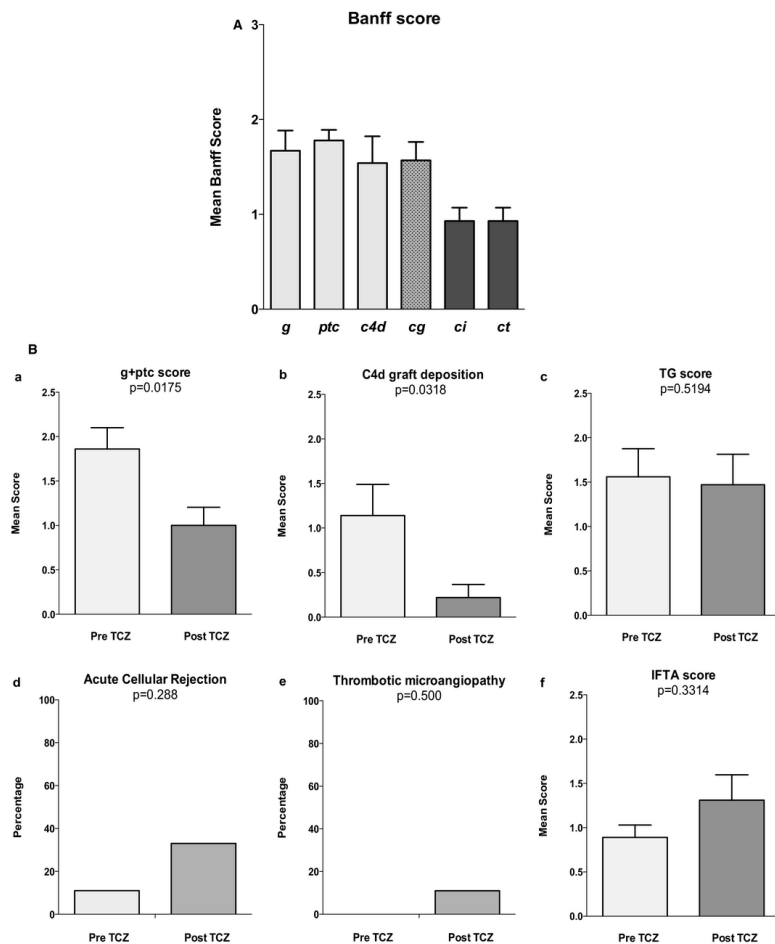 A
Banff score
3
2
1
0
Mean Banff Score
g ptc c4d cg ci ct
B
a
g+ptc score
p=0.0175
2.5
2.0
1.5
1.0
0.5
0.0
Mean Score
Pre TCZ Post TCZ
b
C4d graft deposition
p=0.0318
2.5
2.0
1.5
1.0
0.5
0.0
Mean Score
Pre TCZ Post TCZ
c
TG score
p=0.5194
2.5
2.0
1.5
1.0
0.5
0.0
Mean Score
Pre TCZ Post TCZ
d
Acute Cellular Rejection
p=0.288
100
80
60
40
20
0
Percentage
Pre TCZ Post TCZ
e
Thrombotic microangiopathy
p=0.500
100
80
60
40
20
0
Percentage
Pre TCZ Post TCZ
f
IFTA score
p=0.3314
2.5
2.0
1.5
1.0
0.5
0.0
Mean Score
Pre TCZ Post TCZ